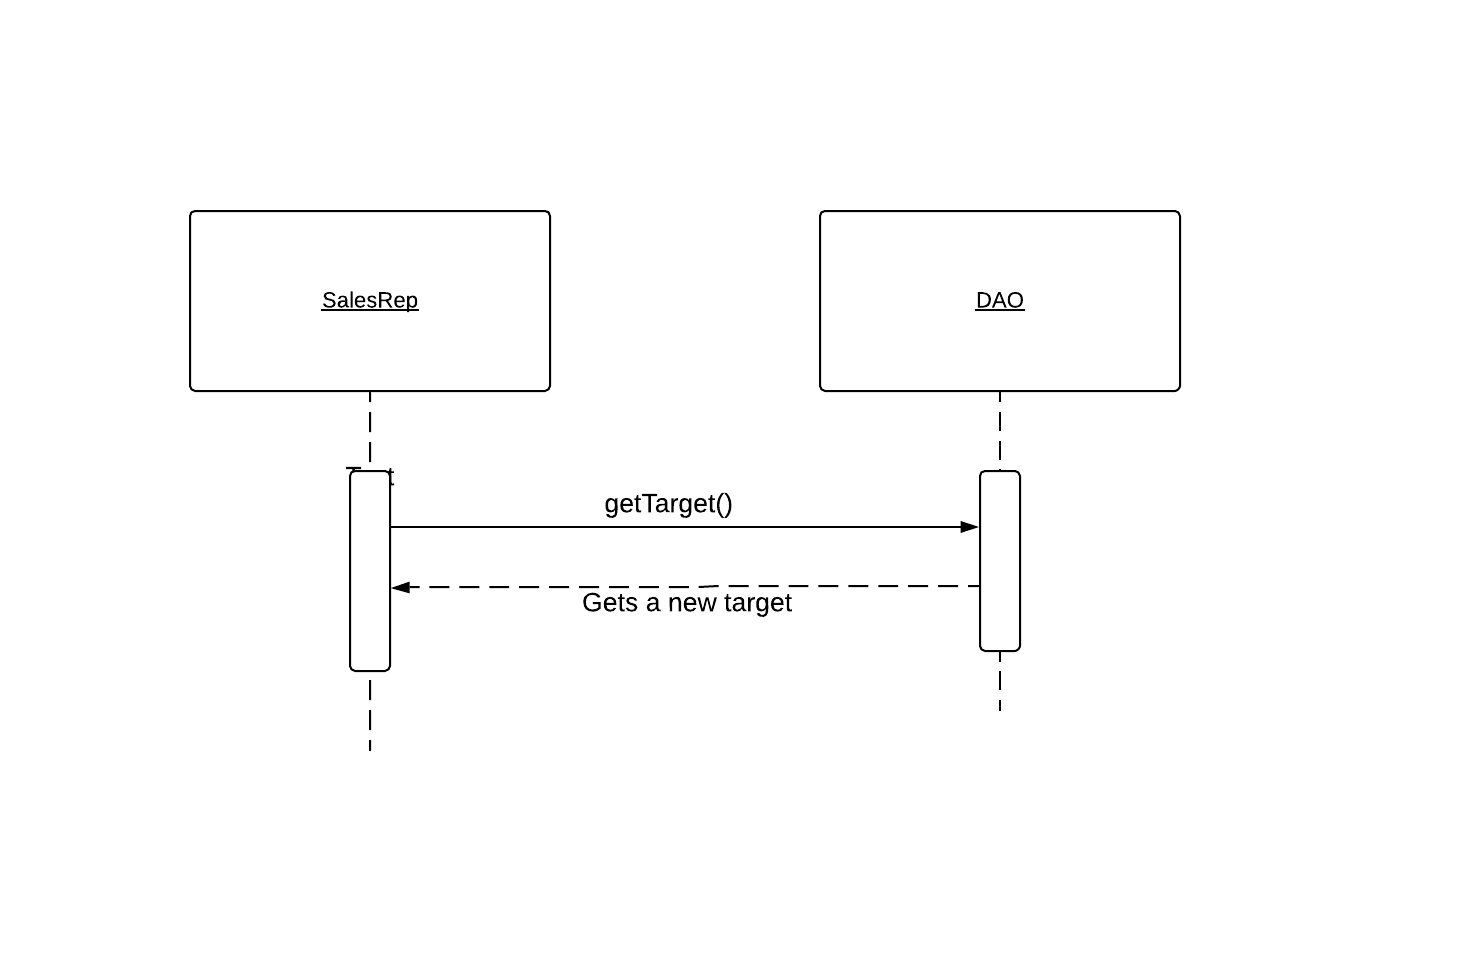 SalesRep
DAO
getTarget()
Gets a new target